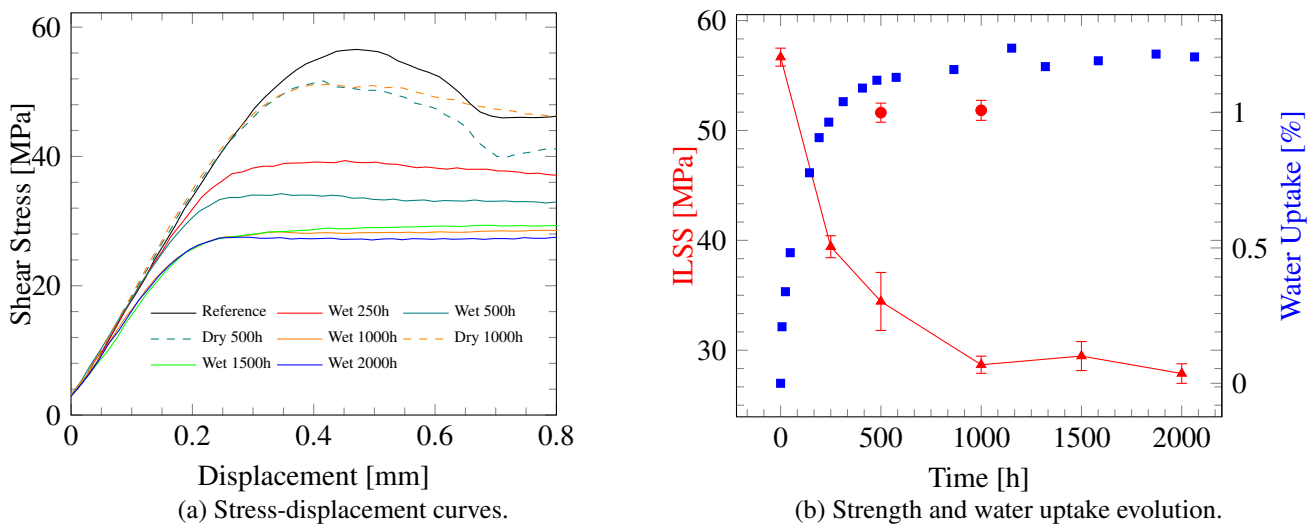 60
40
20
0
0
0.2
0.4
0.6
0.8
Shear Stress [MPa]
Displacement [mm]
Reference
Wet 250h
Wet 500h
Dry 500h
Wet 1000h
Dry 1000h
Wet 1500h
Wet 2000h
(a) Stress-displacement curves.
60
50
40
30
ILSS [MPa]
0
500
1000
1500
2000
Time [h]
1
0.5
0
Water Uptake [%]
(b) Strength and water uptake evolution.